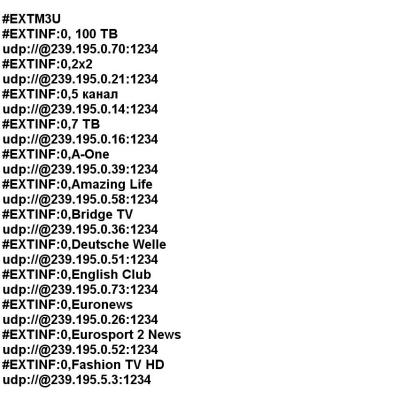 #EXTM3U
#EXTINF:0, 100 ТВ
udp://@239.195.0.70:1234
#EXTINF:0,2x2
udp://@239.195.0.21:1234
#EXTINF:0,5 канал
udp://@239.195.0.14:1234
#EXTINF:0,7 ТВ
udp://@239.195.0.16:1234
#EXTINF:0,A-One
udp://@239.195.0.39:1234
#EXTINF:0,Amazing Life
udp://@239.195.0.58:1234
#EXTINF:0,Bridge TV
udp://@239.195.0.36:1234
#EXTINF:0,Deutsche Welle
udp://@239.195.0.51:1234
#EXTINF:0,English Club
udp://@239.195.0.73:1234
#EXTINF:0,Euronews
udp://@239.195.0.26:1234
#EXTINF:0,Eurosport 2 News
udp://@239.195.0.52:1234
#EXTINF:0,Fashion TV HD
udp://@239.195.5.3:1234